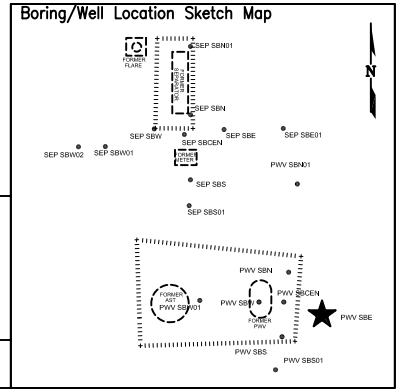 Boring/Well Location Sketch Map
SEP SBN01
FORMER
FLARE
FORMER
SEPARATOR
N
SEP SBN
SEP SBW
SEP SBE
SEP SBE01
SEP SBCEN
SEP SBW02
SEP SBW01
FORMER
METER
PWV SBN01
SEP SBS
SEP SBS01
PWV SBN
FORMER
AST
PWV SBW01
PWV SBW
PWV SBCEN
FORMER
PWV
PWV SBE
PWV SBS
PWV SBS01